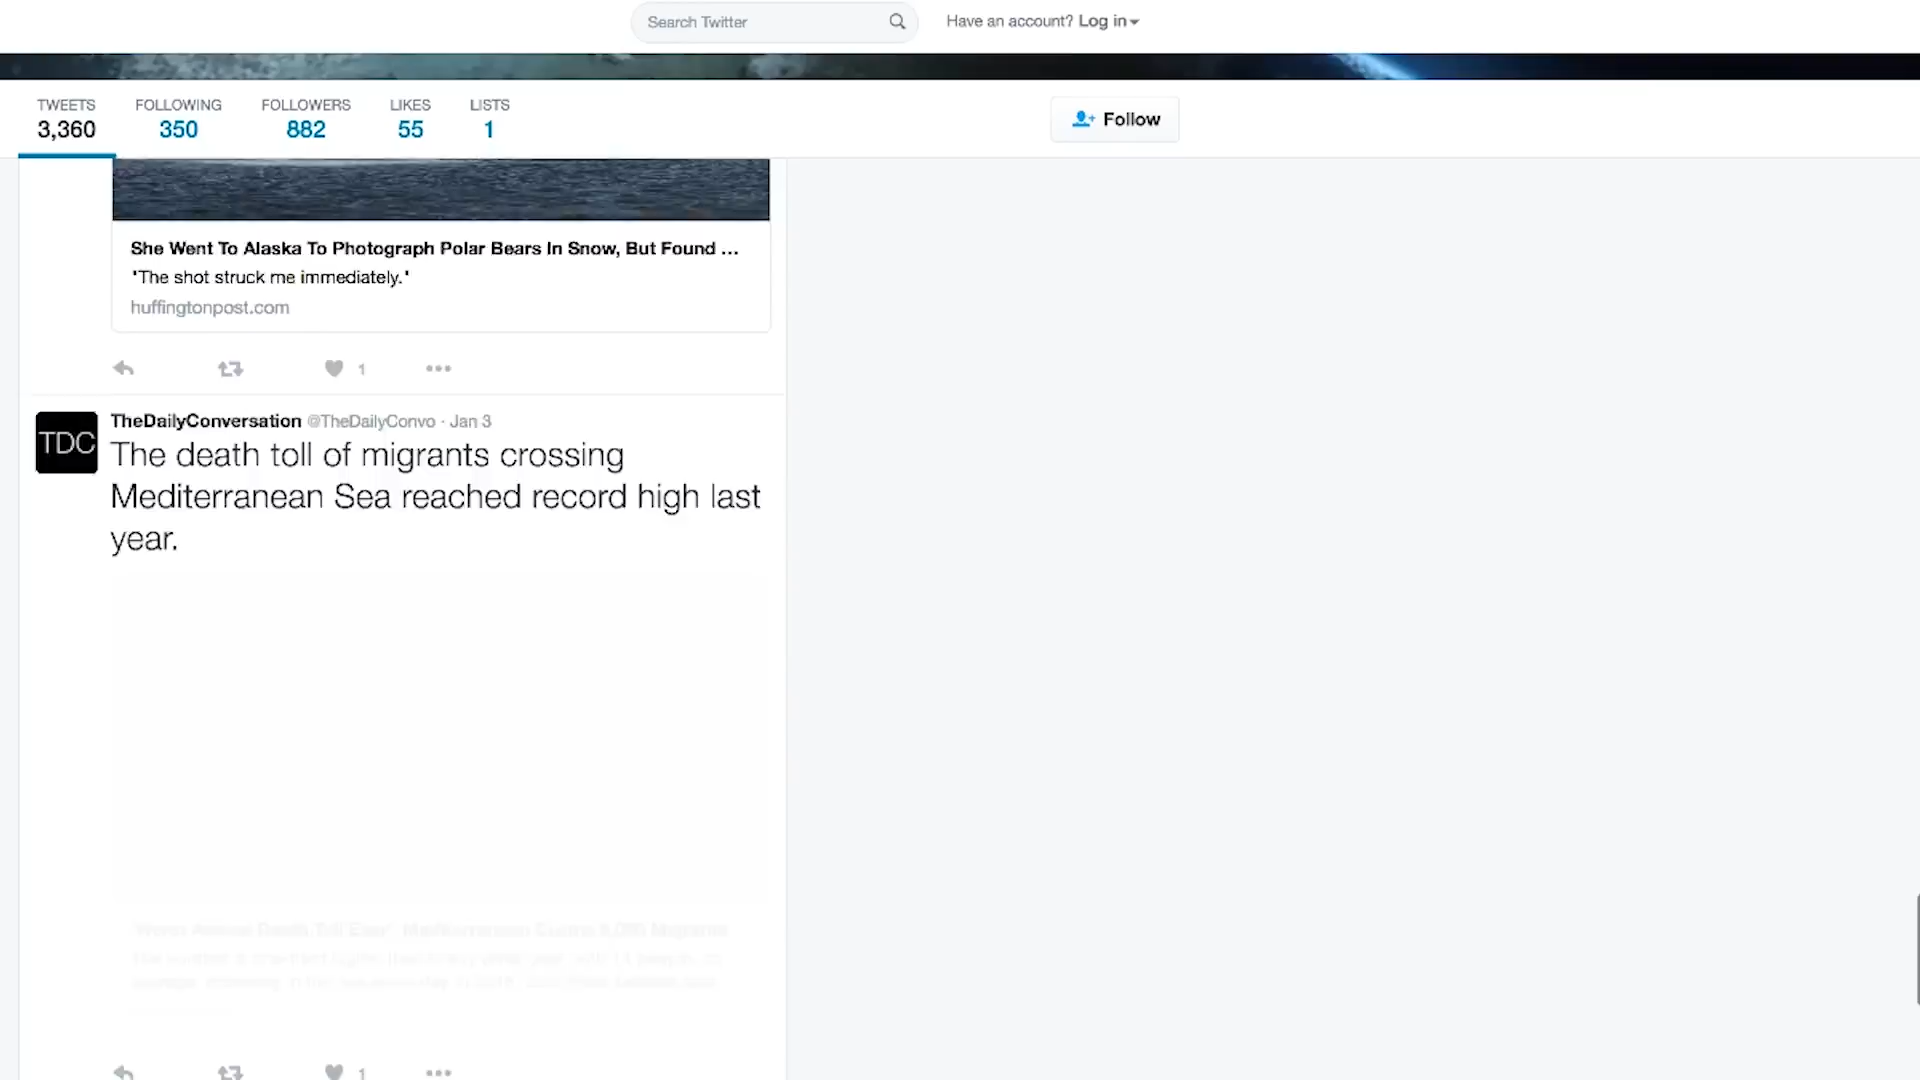 Search Twitter
Have an account? Log in
TWEETS FOLLOWING FOLLOWERS LIKES LISTS
3,360 350 882 55 1
Follow
She Went To Alaska To Photograph Polar Bears In Snow, But Found ...
"The shot struck me immediately."
huffingtonpost.com
1
TDC
TheDailyConversation @TheDailyConvo · Jan 3
The death toll of migrants crossing
Mediterranean Sea reached record high last
year.
1